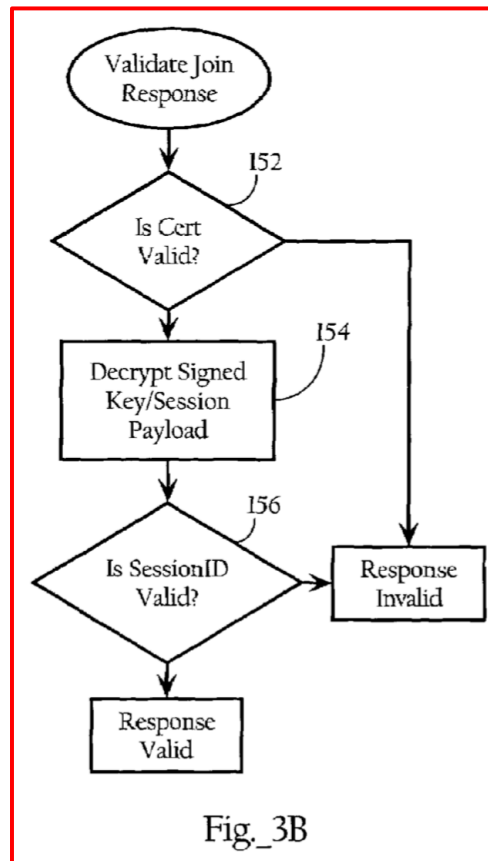 Validate Join
Response
152
Is Cert
Valid?
154
Decrypt Signed
Key/Session
Payload
156
Is SessionID
Valid?
Response
Invalid
Response
Valid
Fig._3B